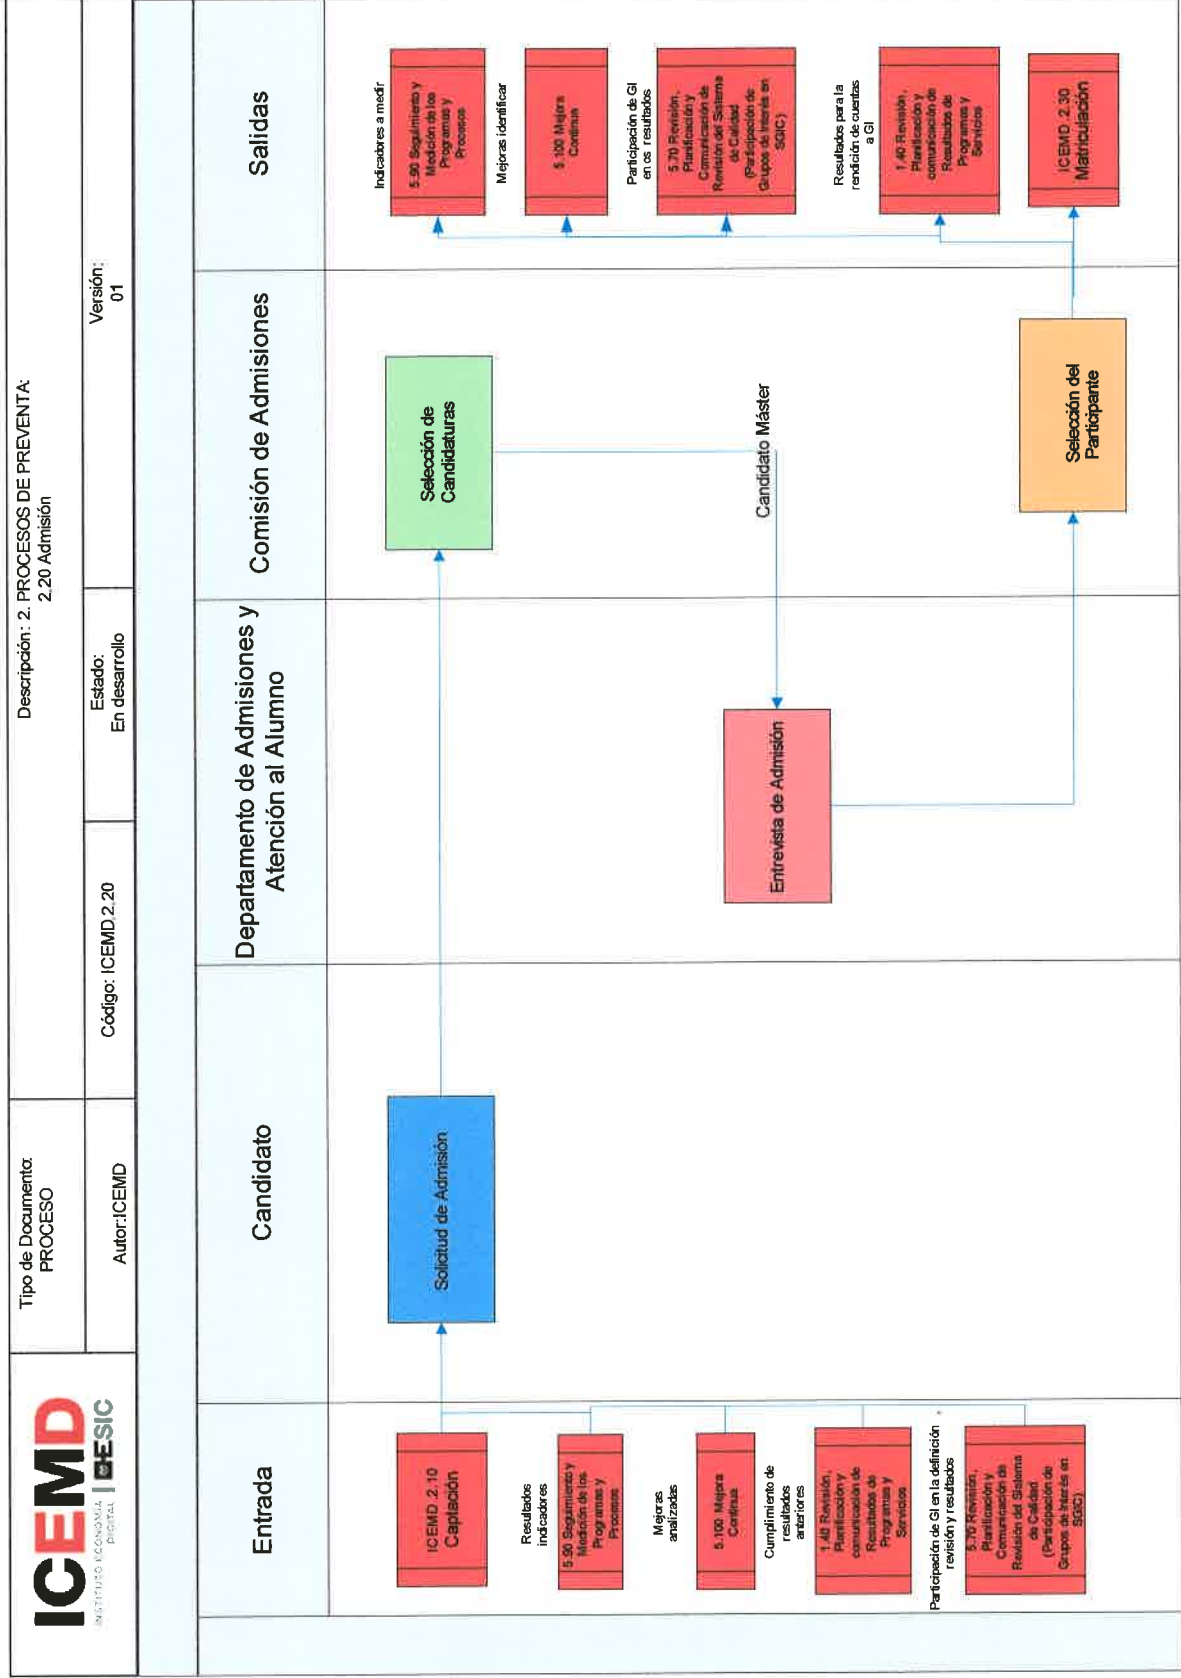 ICEMD
INSTITUTO ECONOMÍA
DIGITAL
ESIC
Tipo de Documento:
PROCESO
Descripción: 2. PROCESOS DE PREVENTA:
2.20 Admisión
Autor:ICEMD
Código: ICEMD.2.20
Estado:
En desarrollo
Versión:
01
Entrada
Candidato
Departamento de Admisiones y
Atención al Alumno
Comisión de Admisiones
Salidas
ICEMD .2.10
Captación
Resultados
indicadores
5.90 Seguimiento y
Medición de los
Programas y
Procesos
Mejoras
analizadas
5.100 Mejora
Continua
Cumplimiento de
resultados
anteriores
1.40 Revisión,
Planificación y
comunicación de
Resultados de
Programas y
Servicios
Participación de GI en la definición
revisión y resultados
5.70 Revisión,
Planificación y
Comunicación de
Revisión del Sistema
de Calidad
(Participación de
Grupos de Interés en
SGIC)
Solicitud de Admisión
Entrevista de Admisión
Selección de
Candidaturas
Candidato Máster
Selección del
Participante
Indicadores a medir
5.90 Seguimiento y
Medición de los
Programas y
Procesos
Mejoras identificar
5.100 Mejora
Continua
Participación de GI
en os resultados
5.70 Revisión,
Planificación y
Comunicación de
Revisión del Sistema
de Calidad
(Participación de
Grupos de Interés en
SGIC)
Resultados para la
rendición de cuentas
a GI
1.40 Revisión,
Planificación y
comunicación de
Resultados de
Programas y
Servicios
ICEMD .2.30
Matriculación